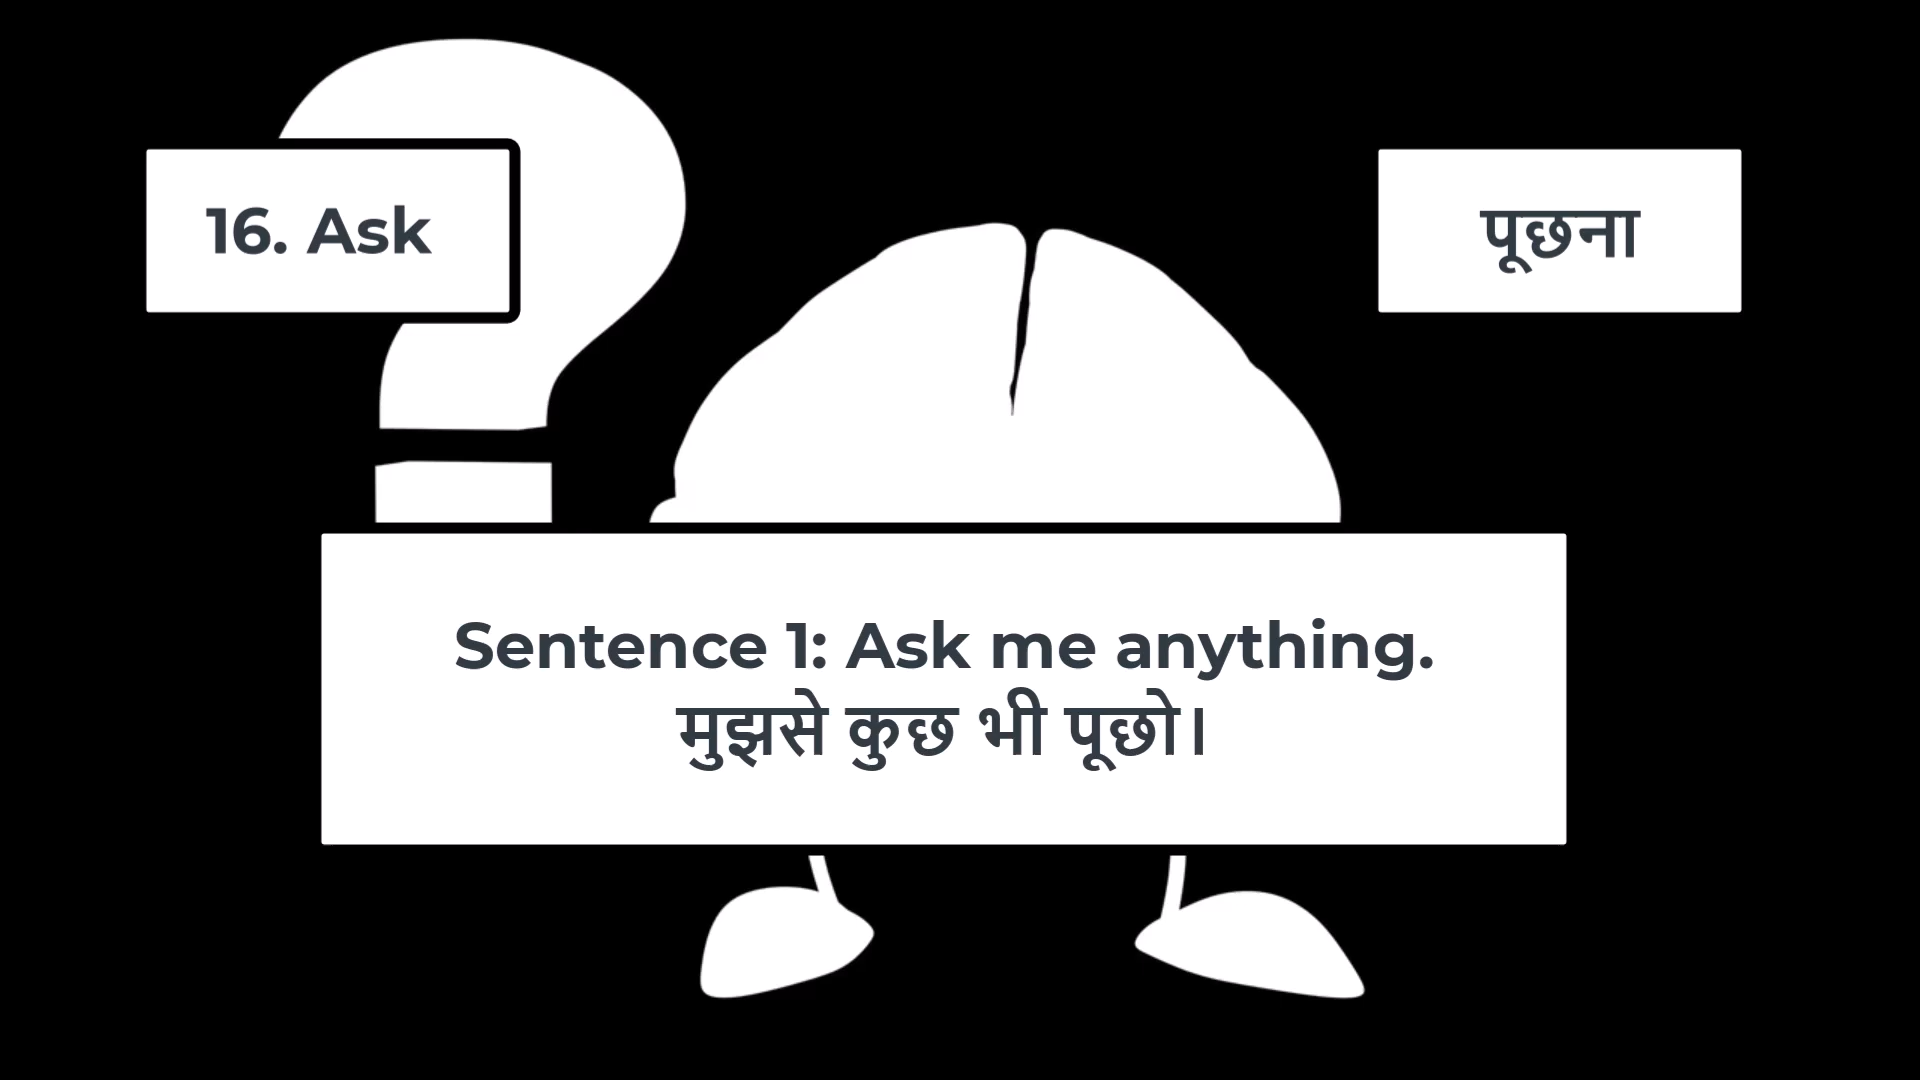 16. Ask
पूछना
Sentence 1: Ask me anything.
मुझसे कुछ भी पूछो।